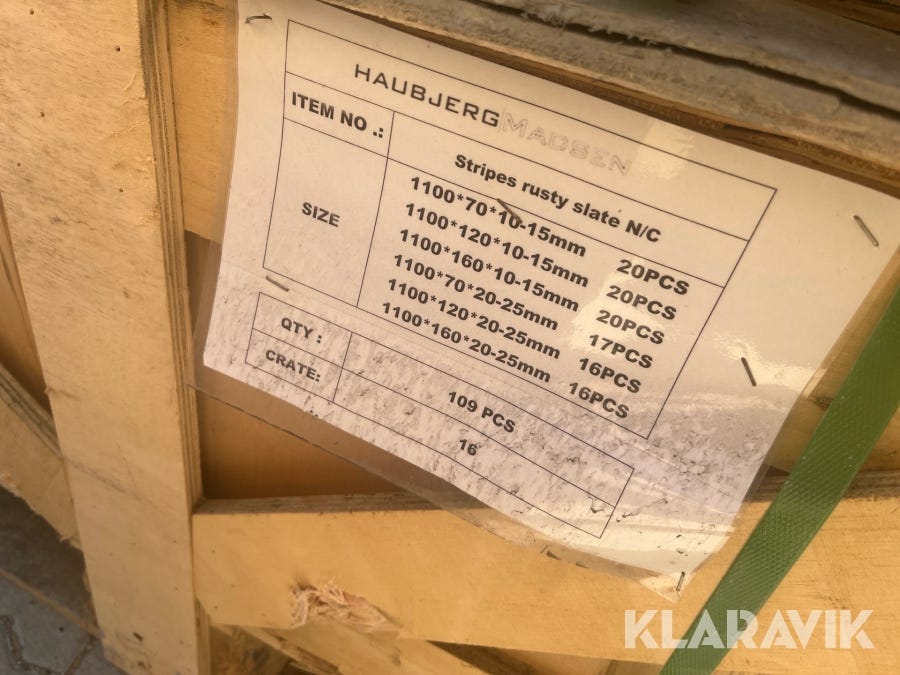 HAUBJERG MADSEN
ITEM NO .: Stripes rusty slate N/C
SIZE
1100*70*10-15mm 20PCS
1100*120*10-15mm 20PCS
1100*160*10-15mm 20PCS
1100*70*20-25mm 17PCS
1100*120*20-25mm 16PCS
1100*160*20-25mm 16PCS
QTY : 109 PCS
CRATE: 16
KLARAVIK